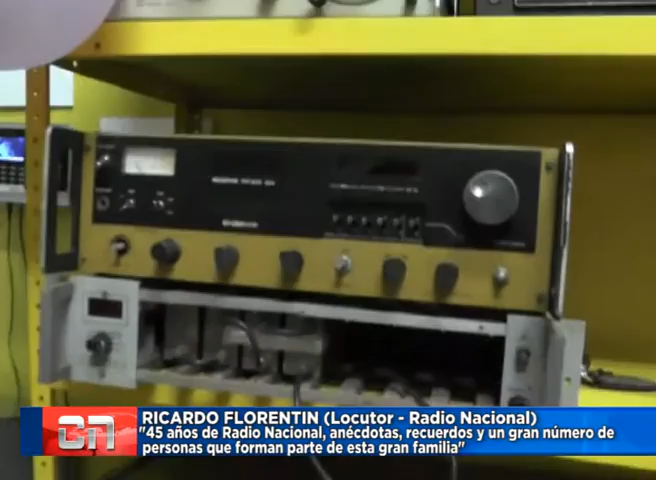 RICARDO FLORENTIN (Locutor - Radio Nacional)
"45 años de Radio Nacional, anécdotas, recuerdos y un gran número de
personas que forman parte de esta gran familia"